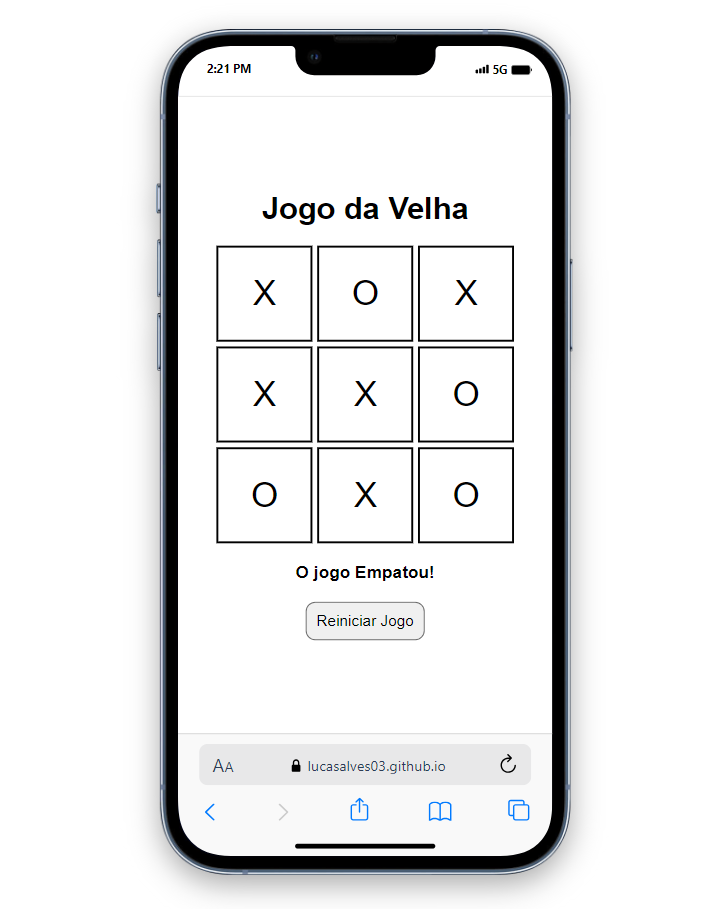 2:21 PM 5G
Jogo da Velha
X O X
X X O
O X O
O jogo Empatou!
Reiniciar Jogo
AA lucasalves03.github.io